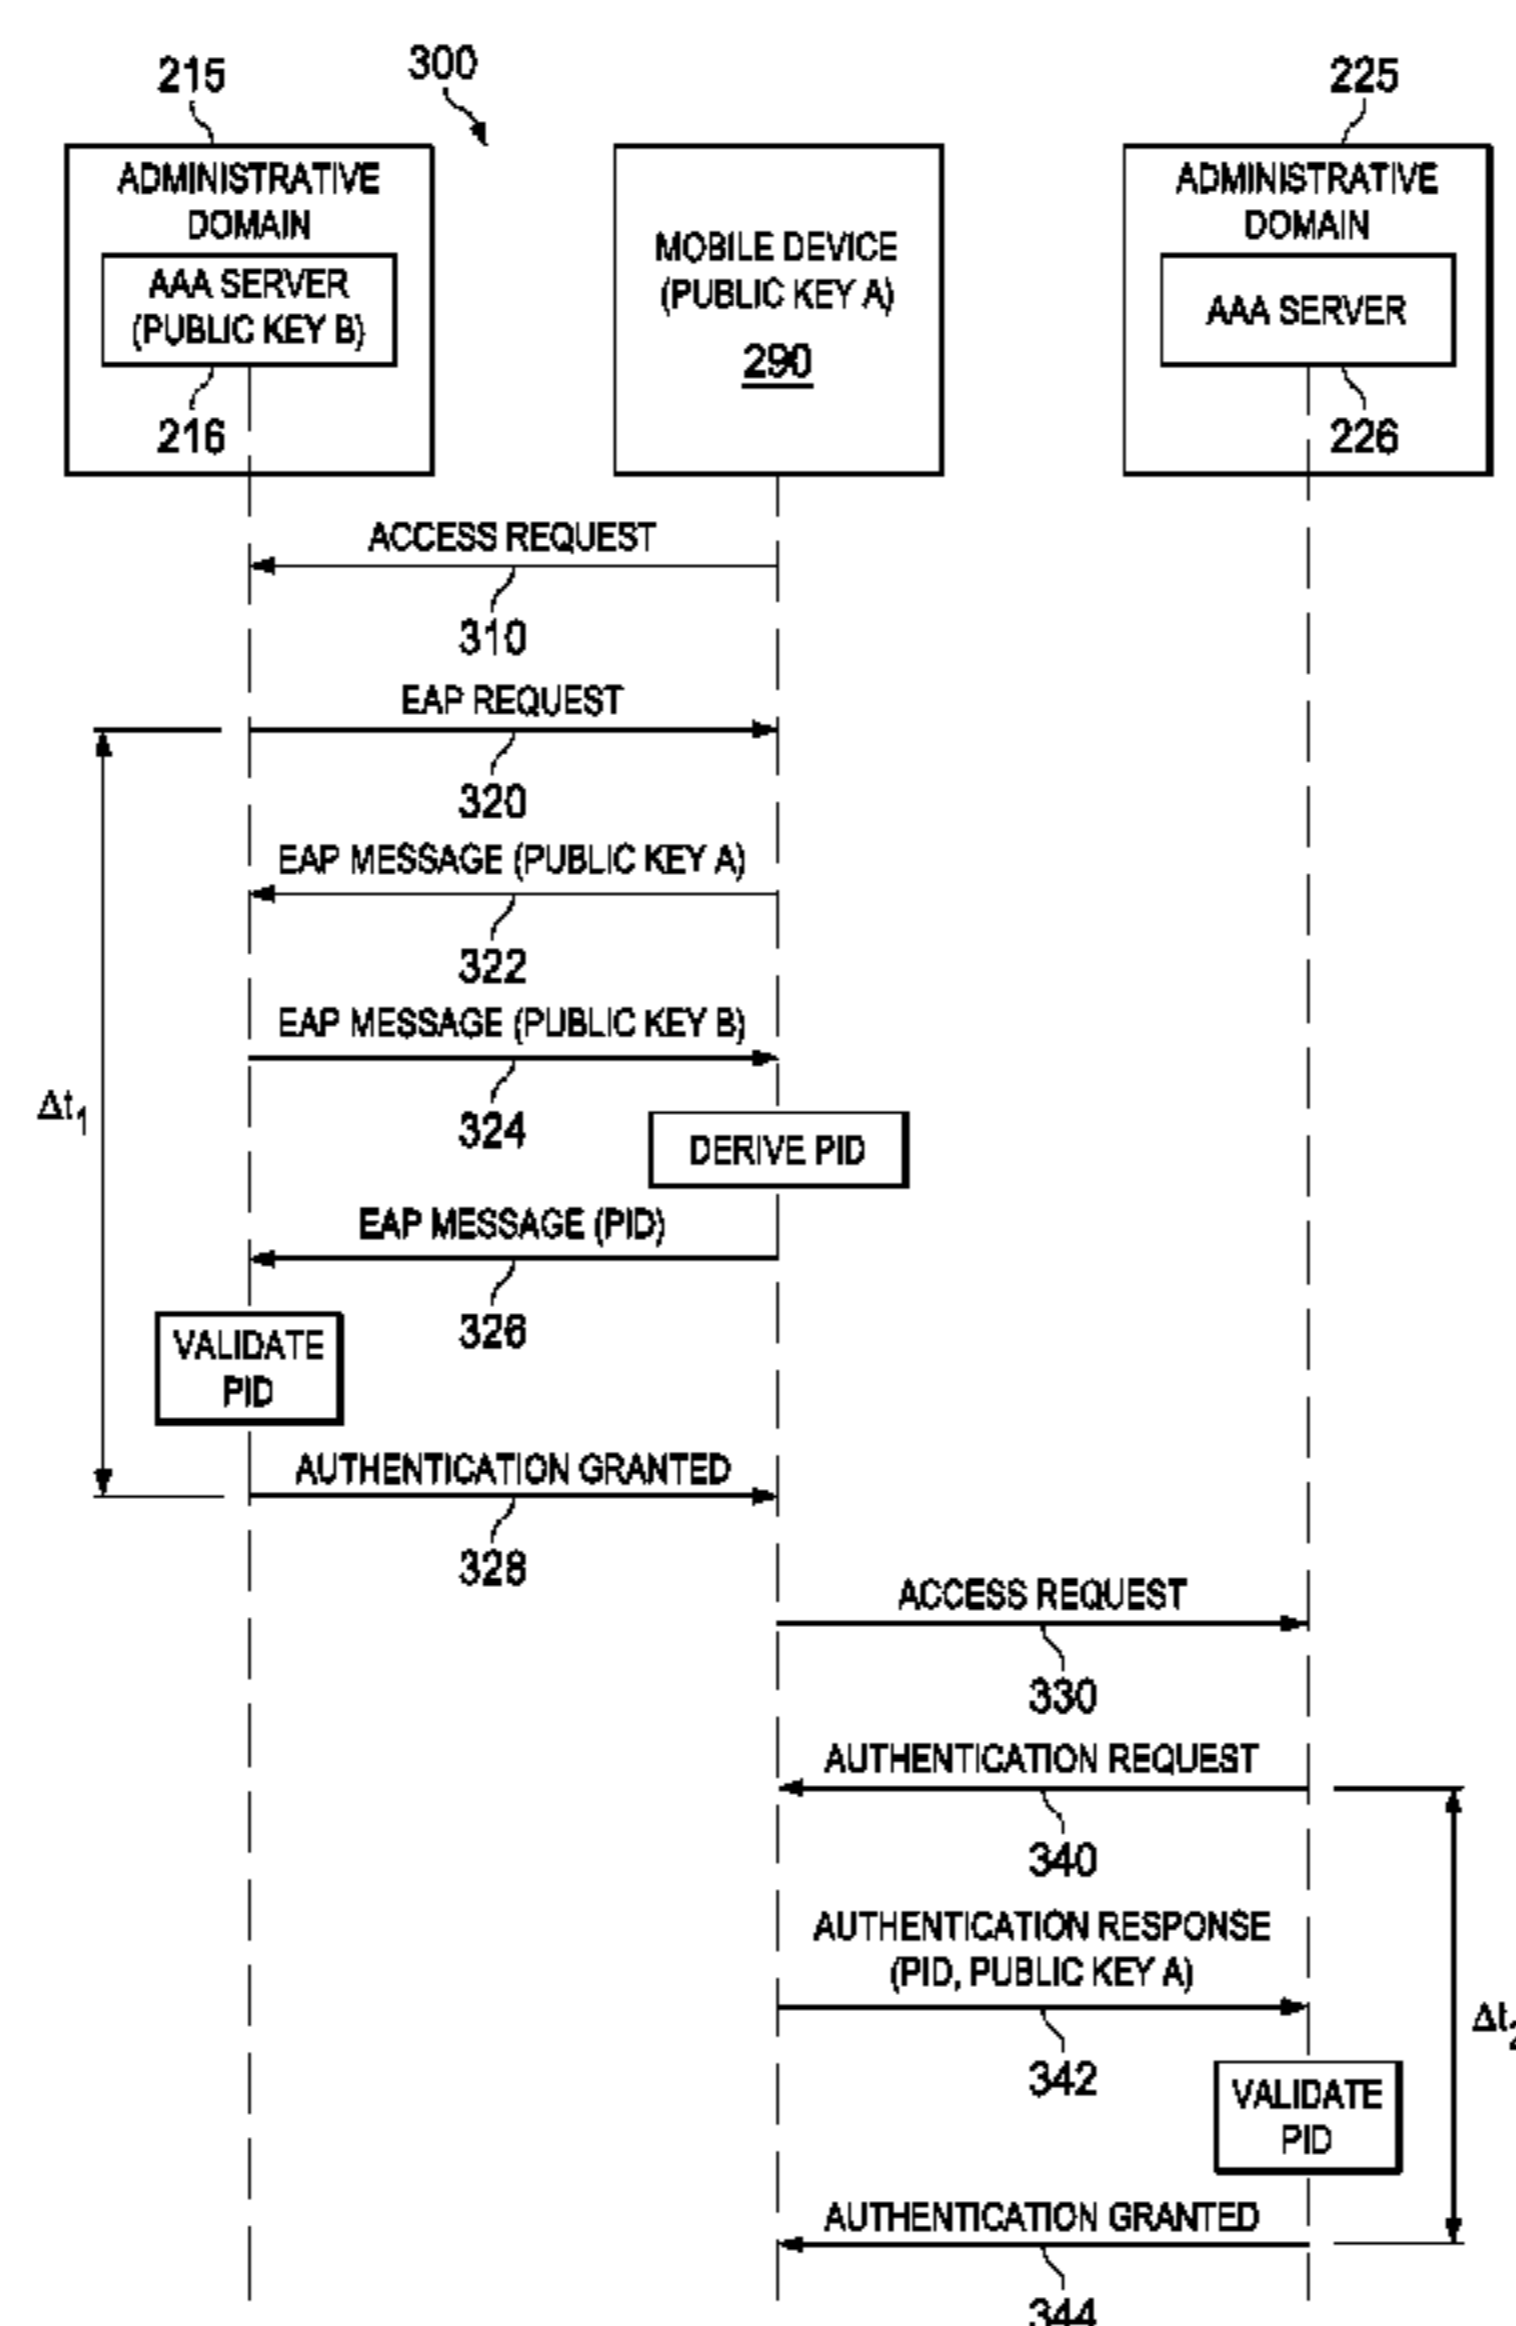 215
300
225
ADMINISTRATIVE
DOMAIN
AAA SERVER
(PUBLIC KEY B)
216
MOBILE DEVICE
(PUBLIC KEY A)
290
ADMINISTRATIVE
DOMAIN
AAA SERVER
226
ACCESS REQUEST
310
EAP REQUEST
320
EAP MESSAGE (PUBLIC KEY A)
322
EAP MESSAGE (PUBLIC KEY B)
324
Δt1
DERIVE PID
EAP MESSAGE (PID)
326
VALIDATE
PID
AUTHENTICATION GRANTED
328
ACCESS REQUEST
330
AUTHENTICATION REQUEST
340
AUTHENTICATION RESPONSE
(PID, PUBLIC KEY A)
342
Δt2
VALIDATE
PID
AUTHENTICATION GRANTED
344